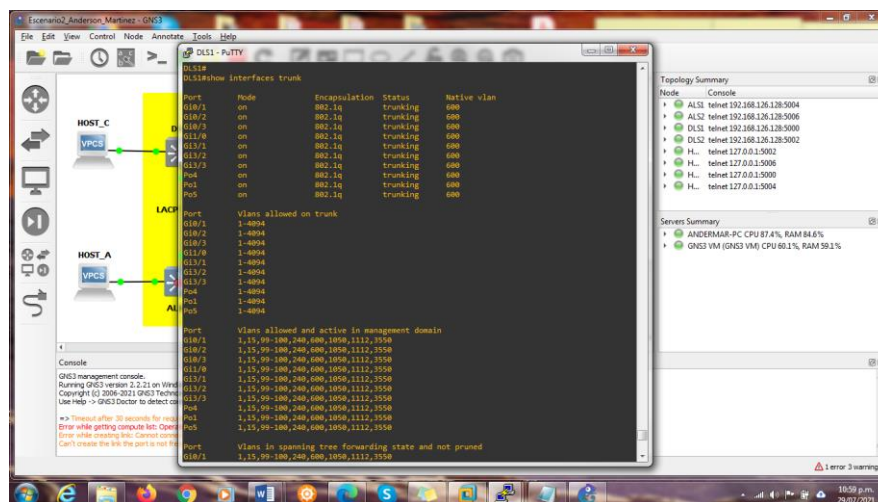 Escenario2_Anderson_Martinez - GNS3
File Edit View Control Node Annotate Tools Help
DLS1 - PuTTY
DLS1#
DLS1#show interfaces trunk
Port Mode Encapsulation Status Native vlan
Gi0/1 on 802.1q trunking 600
Gi0/2 on 802.1q trunking 600
Gi0/3 on 802.1q trunking 600
Gi1/0 on 802.1q trunking 600
Gi3/1 on 802.1q trunking 600
Gi3/2 on 802.1q trunking 600
Gi3/3 on 802.1q trunking 600
Po4 on 802.1q trunking 600
Po1 on 802.1q trunking 600
Po5 on 802.1q trunking 600
Port Vlans allowed on trunk
Gi0/1 1-4094
Gi0/2 1-4094
Gi0/3 1-4094
Gi1/0 1-4094
Gi3/1 1-4094
Gi3/2 1-4094
Gi3/3 1-4094
Po4 1-4094
Po1 1-4094
Po5 1-4094
Port Vlans allowed and active in management domain
Gi0/1 1,15,99-100,240,600,1050,1112,3550
Gi0/2 1,15,99-100,240,600,1050,1112,3550
Gi0/3 1,15,99-100,240,600,1050,1112,3550
Gi1/0 1,15,99-100,240,600,1050,1112,3550
Gi3/1 1,15,99-100,240,600,1050,1112,3550
Gi3/2 1,15,99-100,240,600,1050,1112,3550
Gi3/3 1,15,99-100,240,600,1050,1112,3550
Po4 1,15,99-100,240,600,1050,1112,3550
Po1 1,15,99-100,240,600,1050,1112,3550
Po5 1,15,99-100,240,600,1050,1112,3550
Port Vlans in spanning tree forwarding state and not pruned
Gi0/1 1,15,99-100,240,600,1050,1112,3550
HOST_C
VPCS
D
LACP
HOST_A
VPCS
AL
Topology Summary
Node Console
ALS1 telnet 192.168.126.128:5004
ALS2 telnet 192.168.126.128:5006
DLS1 telnet 192.168.126.128:5000
DLS2 telnet 192.168.126.128:5002
H... telnet 127.0.0.1:5002
H... telnet 127.0.0.1:5006
H... telnet 127.0.0.1:5000
H... telnet 127.0.0.1:5004
Servers Summary
ANDERMAR-PC CPU 87.4%, RAM 84.6%
GNS3 VM (GNS3 VM) CPU 60.1%, RAM 59.1%
Console
GNS3 management console.
Running GNS3 version 2.2.21 on Wind
Copyright (c) 2006-2021 GNS3 Techno
Use Help -> GNS3 Doctor to detect co
=> Timeout after 30 seconds for requ
Error while getting compute list: Opera
Error while creating link: Cannot conne
Can't create the link the port is not fre
1 error 3 warning
10:59 p.m.
29/07/2021